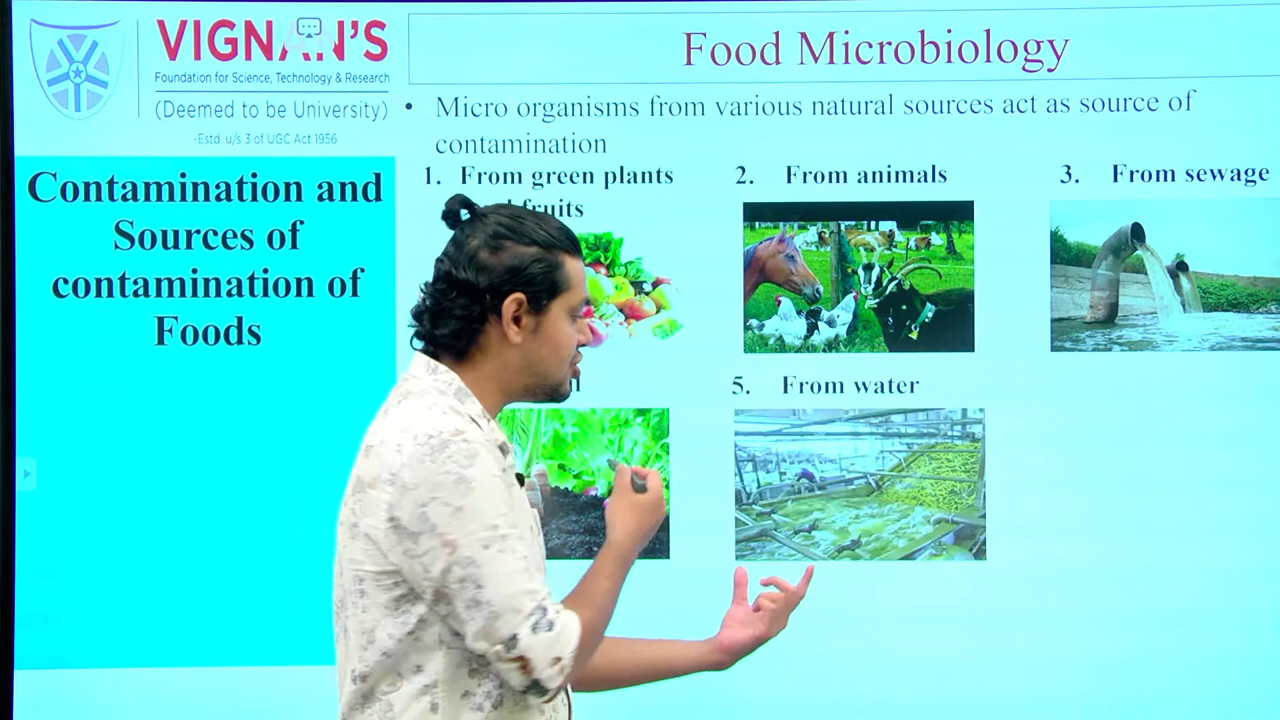 VIGNAN'S
Foundation for Science, Technology & Research
(Deemed to be University)
-Estd. u/s 3 of UGC Act 1956
Contamination and
Sources of
contamination of
Foods
Food Microbiology
• Micro organisms from various natural sources act as source of
contamination
1. From green plants
fruits
2. From animals
3. From sewage
5. From water